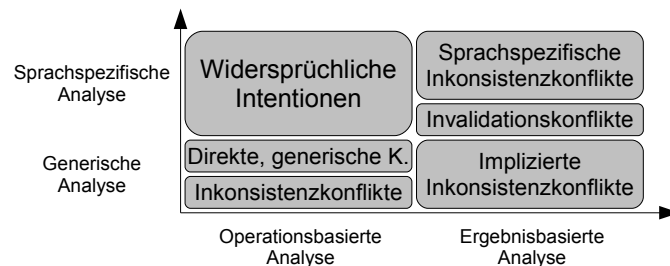 Sprachspezifische
Analyse
Widersprüchliche
Intentionen
Sprachspezifische
Inkonsistenzkonflikte
Invalidationskonflikte
Generische
Analyse
Direkte, generische K.
Inkonsistenzkonflikte
Implizierte
Inkonsistenzkonflikte
Operationsbasierte
Analyse
Ergebnisbasierte
Analyse